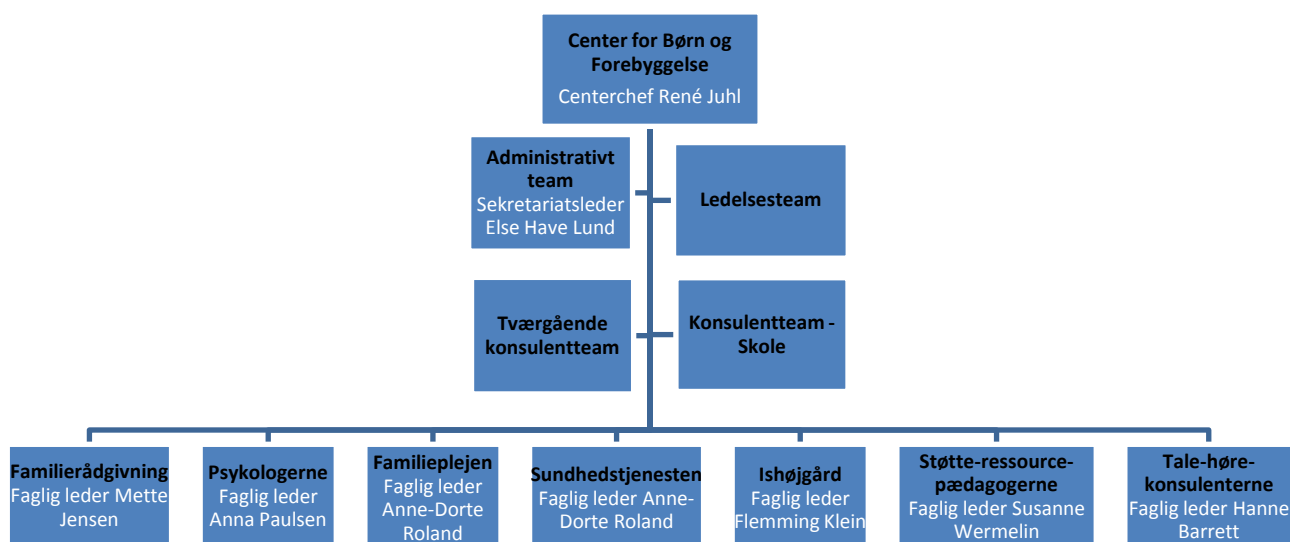 Center for Børn og
Forebyggelse
Centerchef René Juhl
Administrativt
team
Sekretariatsleder
Else Have Lund
Ledelsesteam
Tværgående
konsulentteam
Konsulentteam -
Skole
Familierådgivning
Faglig leder Mette
Jensen
Psykologerne
Faglig leder
Anna Paulsen
Familieplejen
Faglig leder
Anne-Dorte
Roland
Sundhedstjenesten
Faglig leder Anne-
Dorte Roland
Ishøjgård
Faglig leder
Flemming Klein
Støtte-ressource-
pædagogerne
Faglig leder Susanne
Wermelin
Tale-høre-
konsulenterne
Faglig leder Hanne
Barrett